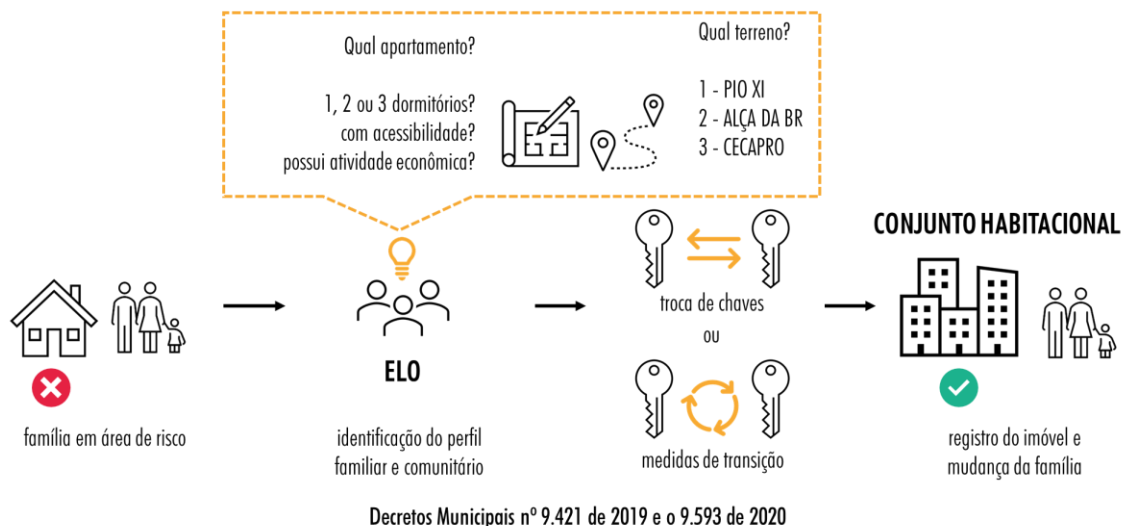 Qual apartamento?
1, 2 ou 3 dormitórios?
com acessibilidade?
possui atividade econômica?
Qual terreno?
1 - PIO XI
2 - ALÇA DA BR
3 - CECAPRO
família em área de risco
ELO
identificação do perfil
familiar e comunitário
troca de chaves
ou
medidas de transição
CONJUNTO HABITACIONAL
registro do imóvel e
mudança da família
Decretos Municipais nº 9.421 de 2019 e o 9.593 de 2020